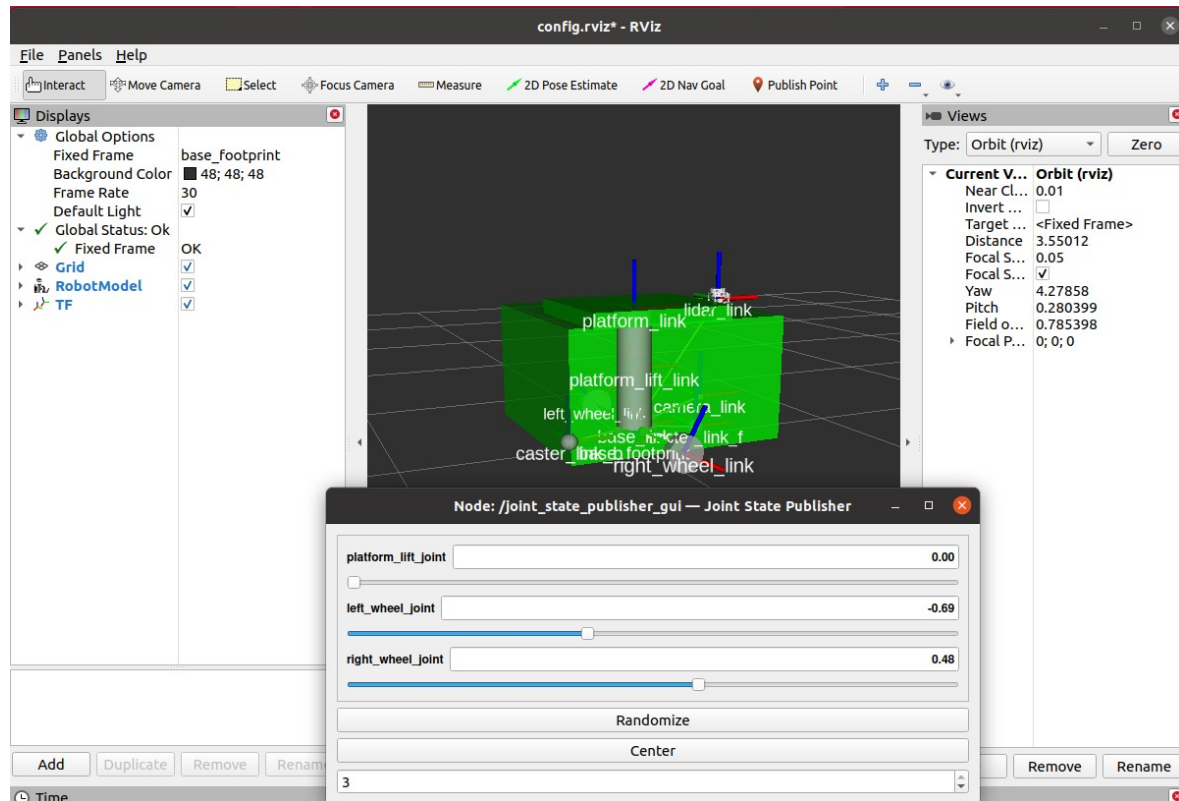 config.rviz* - RViz
File Panels Help
Interact Move Camera Select Focus Camera Measure 2D Pose Estimate 2D Nav Goal Publish Point
Displays
Global Options
Fixed Frame base_footprint
Background Color 48; 48; 48
Frame Rate 30
Default Light
Global Status: Ok
Fixed Frame OK
Grid
RobotModel
TF
Add Duplicate Remove Renam
Time
lidar_link
platform_link
platform_lift_link
left_wheel_link camera_link
right_wheel_link
Views
Type: Orbit (rviz) Zero
Current V... Orbit (rviz)
Near Cl... 0.01
Invert ...
Target ... <Fixed Frame>
Distance 3.55012
Focal S... 0.05
Focal S...
Yaw 4.27858
Pitch 0.280399
Field o... 0.785398
Focal P... 0; 0; 0
Remove Rename
Node: /joint_state_publisher_gui — Joint State Publisher
platform_lift_joint 0.00
left_wheel_joint -0.69
right_wheel_joint 0.48
Randomize
Center
3